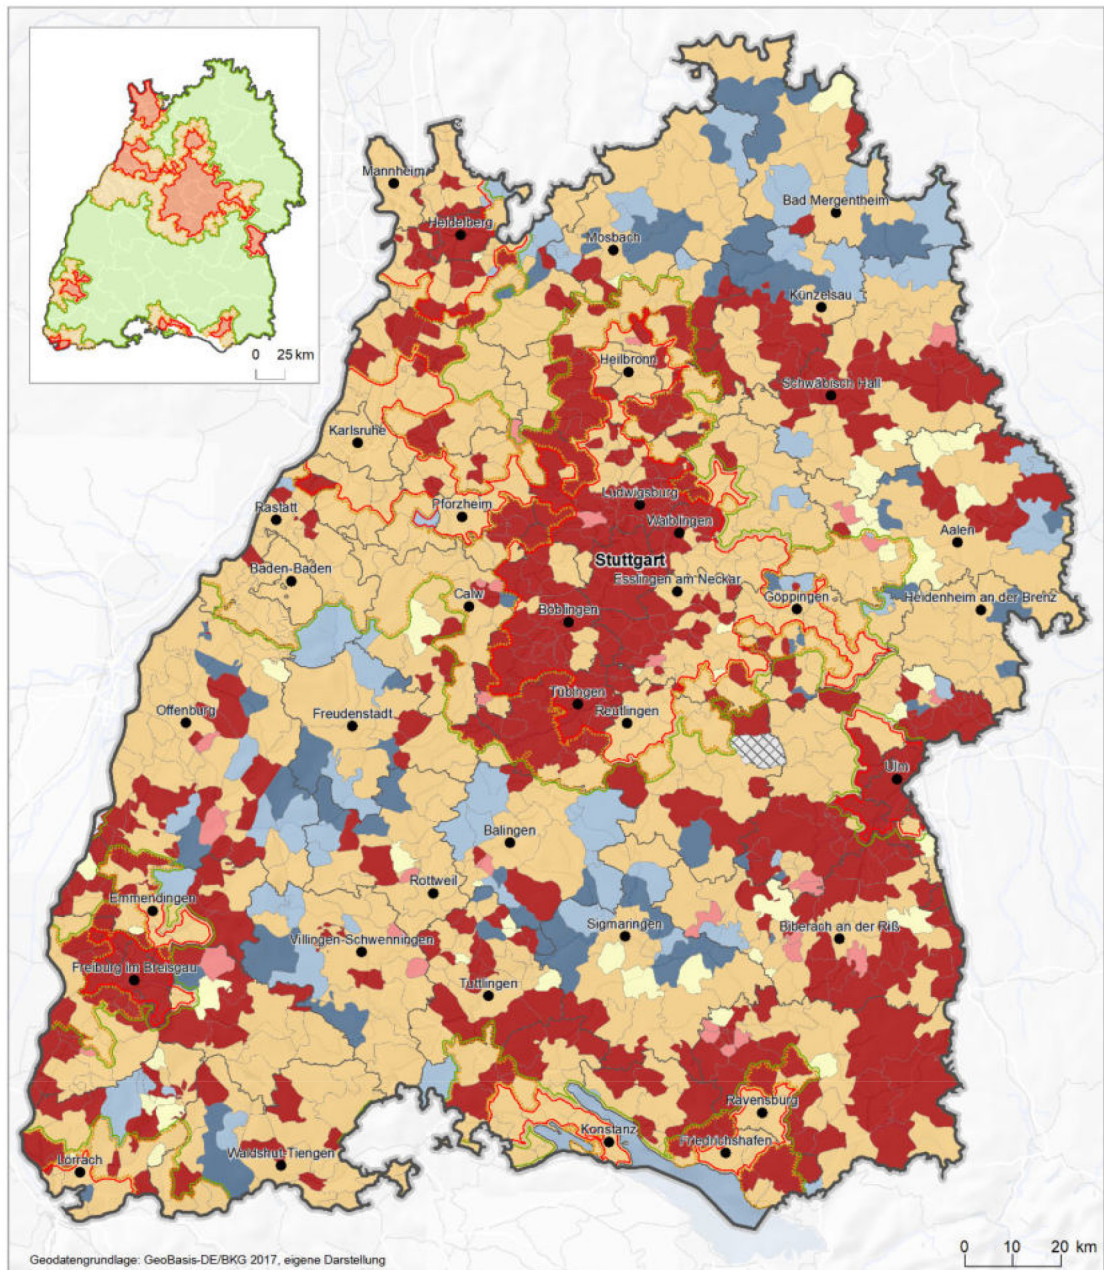 0 25 km
Mannheim
Heidelberg
Mosbach
Bad Mergentheim
Künzelsau
Heilbronn
Schwäbisch Hall
Karlsruhe
Rastatt
Pforzheim
Ludwigsburg
Waiblingen
Aalen
Stuttgart
Baden-Baden
Calw
Esslingen am Neckar
Göppingen
Heidenheim an der Brenz
Böblingen
Offenburg
Freudenstadt
Tübingen
Reutlingen
Ulm
Balingen
Rottweil
Emmendingen
Villingen-Schwenningen
Sigmaringen
Biberach an der Riß
Freiburg im Breisgau
Tuttlingen
Ravensburg
Konstanz
Friedrichshafen
Lörrach
Waldshut-Tiengen
Geodatengrundlage: GeoBasis-DE/BKG 2017, eigene Darstellung
0 10 20 km